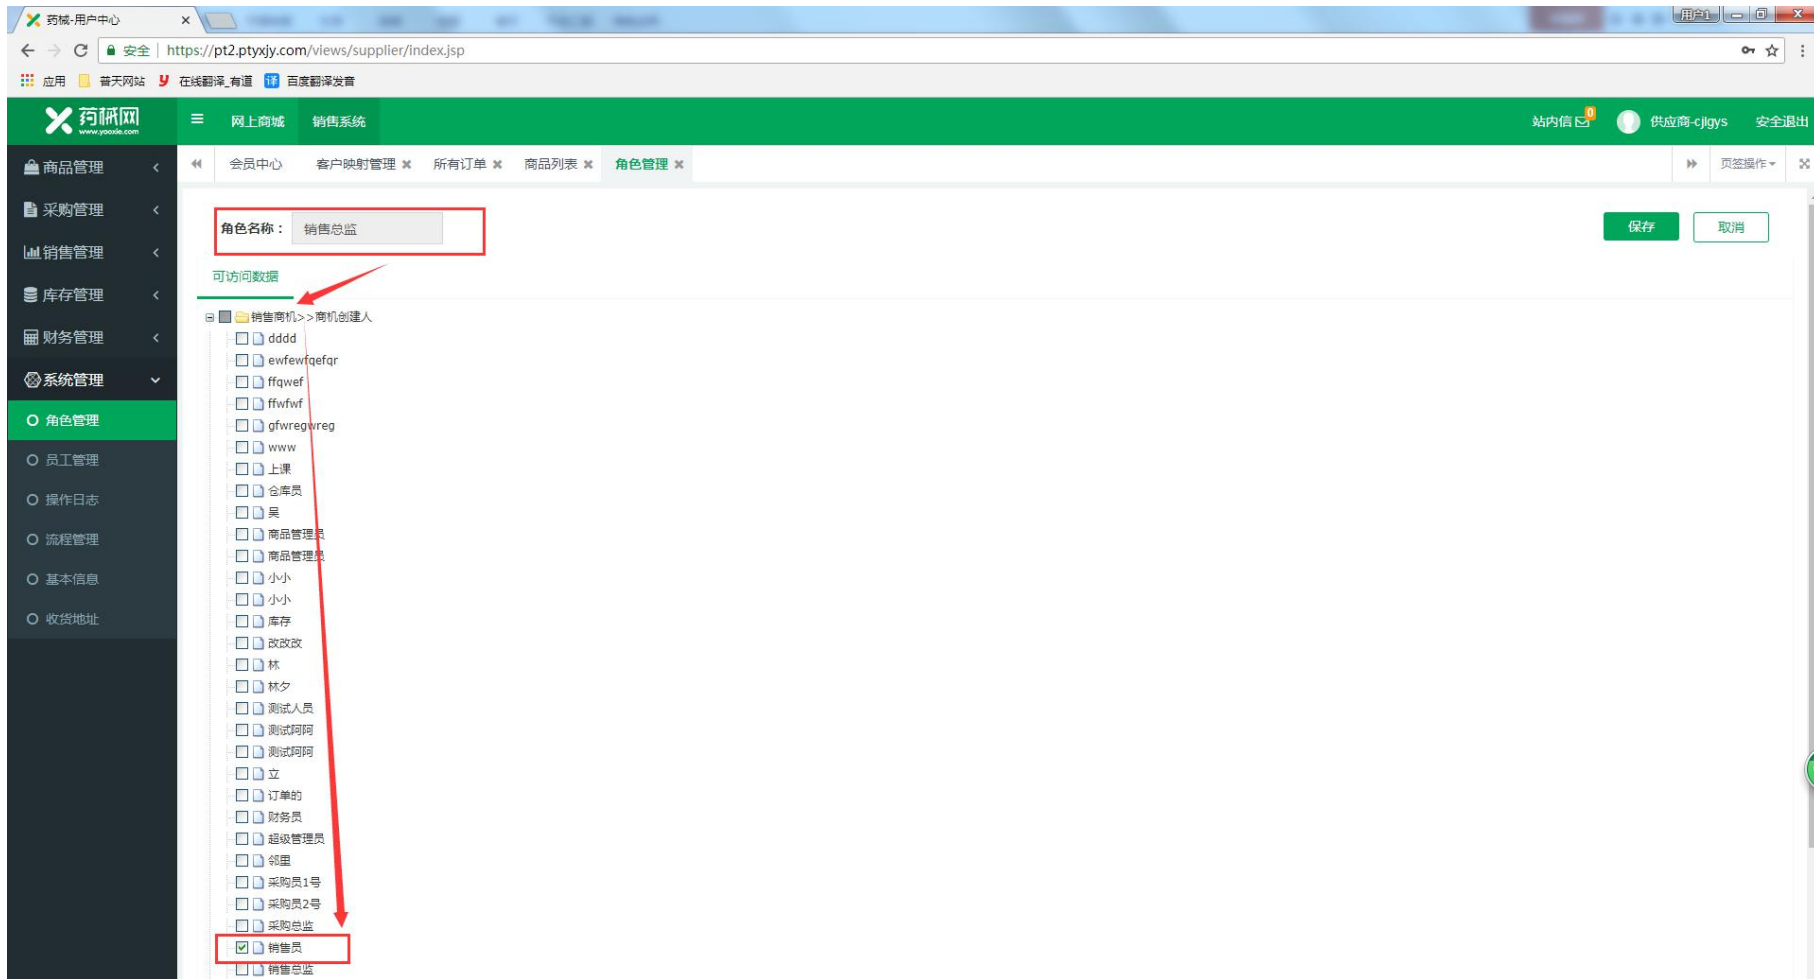 药械-用户中心
用户1
安全 https://pt2.ptyxjy.com/views/supplier/index.jsp
应用 普天网站 在线翻译_有道 译 百度翻译发音
药械网 网上商城 销售系统 站内信 0 供应商-cjlgys 安全退出
www.yaoxie.com
商品管理 会员中心 客户映射管理 所有订单 商品列表 角色管理 页签操作
采购管理
销售管理
库存管理
财务管理
系统管理
角色管理
员工管理
操作日志
流程管理
基本信息
收货地址
角色名称： 销售总监 保存 取消
可访问数据
销售商机>>商机创建人
dddd
ewfewfqefqr
ffqwef
ffwfwf
gfwregwreg
www
上课
仓库员
吴
商品管理员
商品管理员
小小
小小
库存
改改改
林
林夕
测试人员
测试阿阿
测试阿阿
立
订单的
财务员
超级管理员
邻里
采购员1号
采购员2号
采购总监
销售员
销售总监